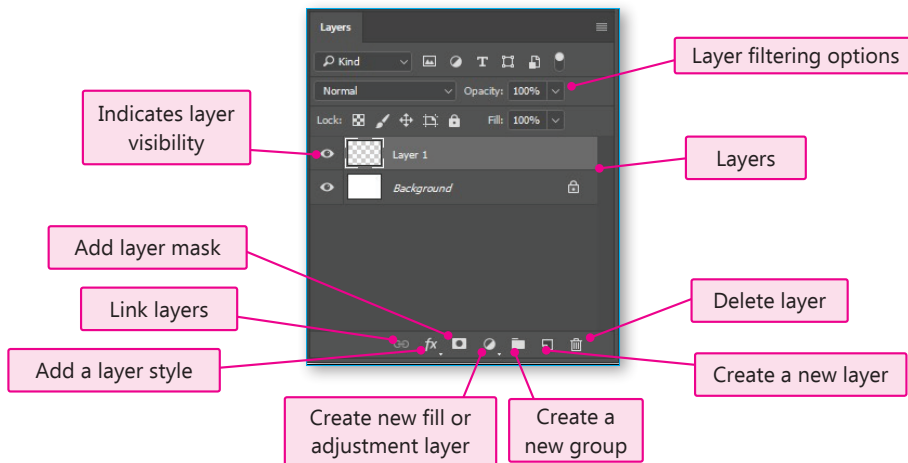 Layers
Kind
T
Layer filtering options
Normal
Opacity: 100%
Indicates layer
visibility
Lock:
Fill: 100%
Layer 1
Layers
Background
Add layer mask
Link layers
Delete layer
fx
Add a layer style
Create a new layer
Create new fill or
adjustment layer
Create a
new group